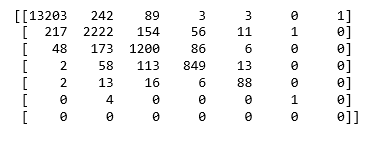 [[13203 242 89 3 3 0 1]
[ 217 2222 154 56 11 1 0]
[ 48 173 1200 86 6 0 0]
[ 2 58 113 849 13 0 0]
[ 2 13 16 6 88 0 0]
[ 0 4 0 0 0 1 0]
[ 0 0 0 0 0 0 0]]